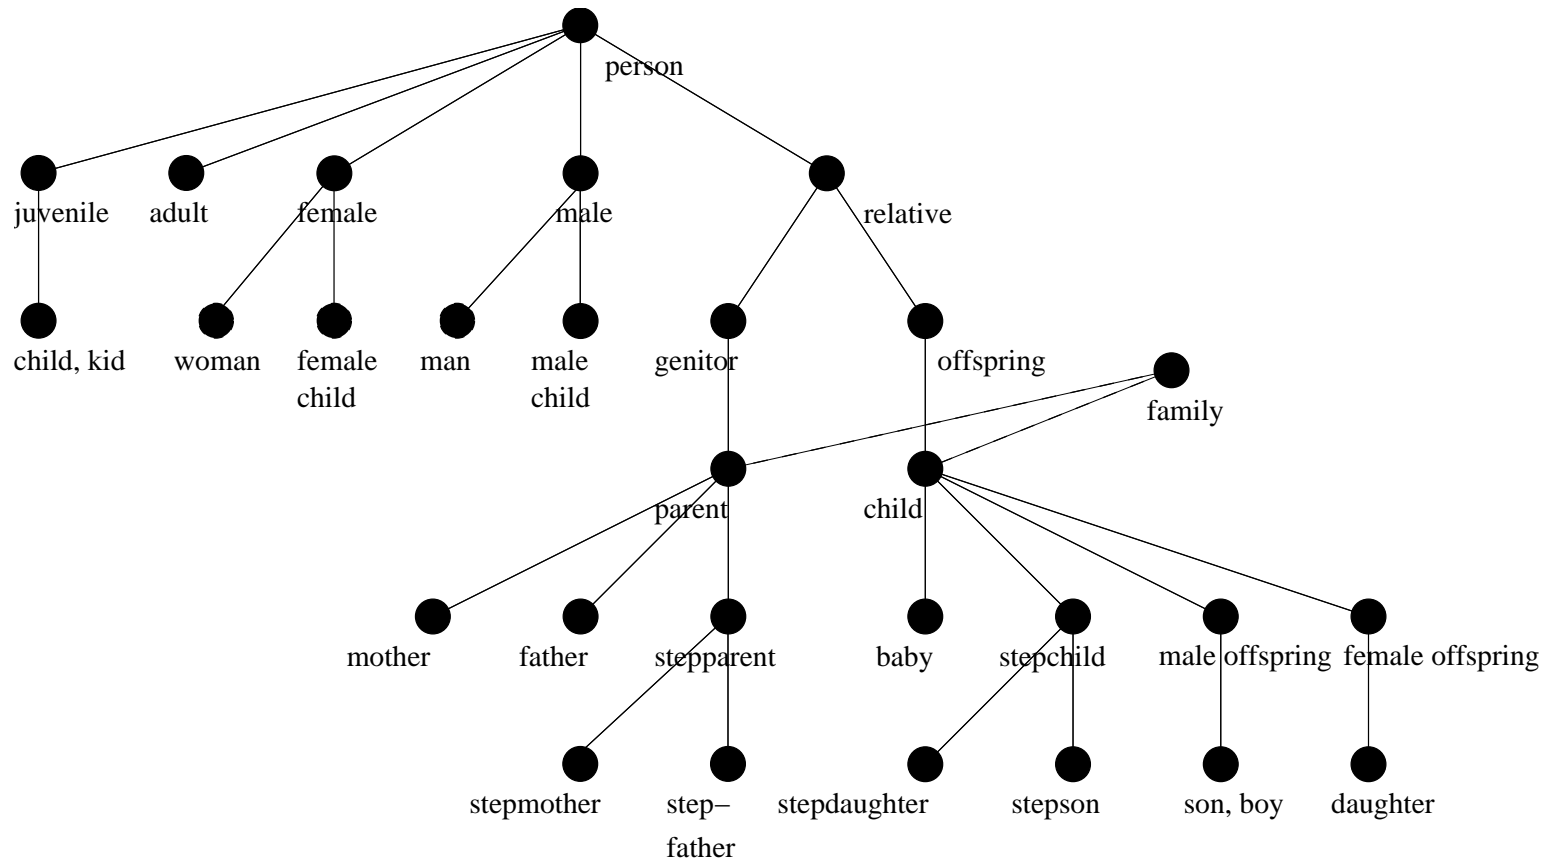 person
juvenile
adult
female
male
relative
child, kid
woman
female
child
man
male
child
genitor
offspring
family
parent
child
mother
father
stepparent
baby
stepchild
male offspring
female offspring
stepmother
step–
father
stepdaughter
stepson
son, boy
daughter